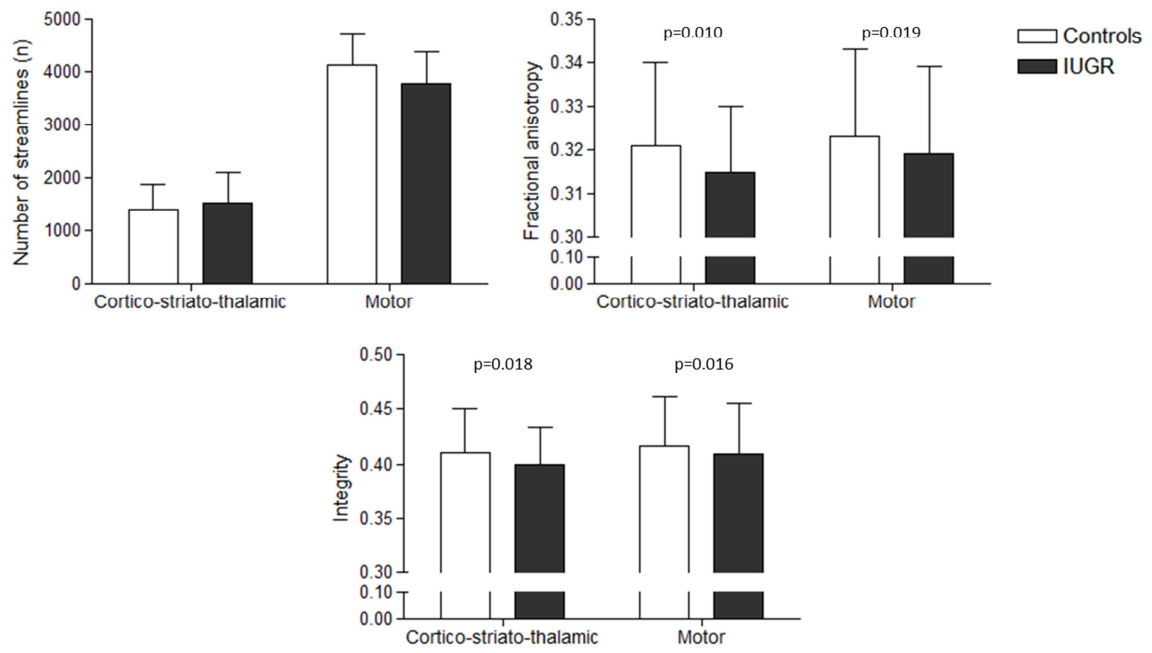 Number of streamlines (n)
5000
4000
3000
2000
1000
0
Cortico-striato-thalamic
Motor
Fractional anisotropy
0.35
0.34
0.33
0.32
0.31
0.30
0.10
0.00
p=0.010
p=0.019
Cortico-striato-thalamic
Motor
Controls
IUGR
Integrity
0.50
0.45
0.40
0.35
0.30
0.10
0.00
p=0.018
p=0.016
Cortico-striato-thalamic
Motor